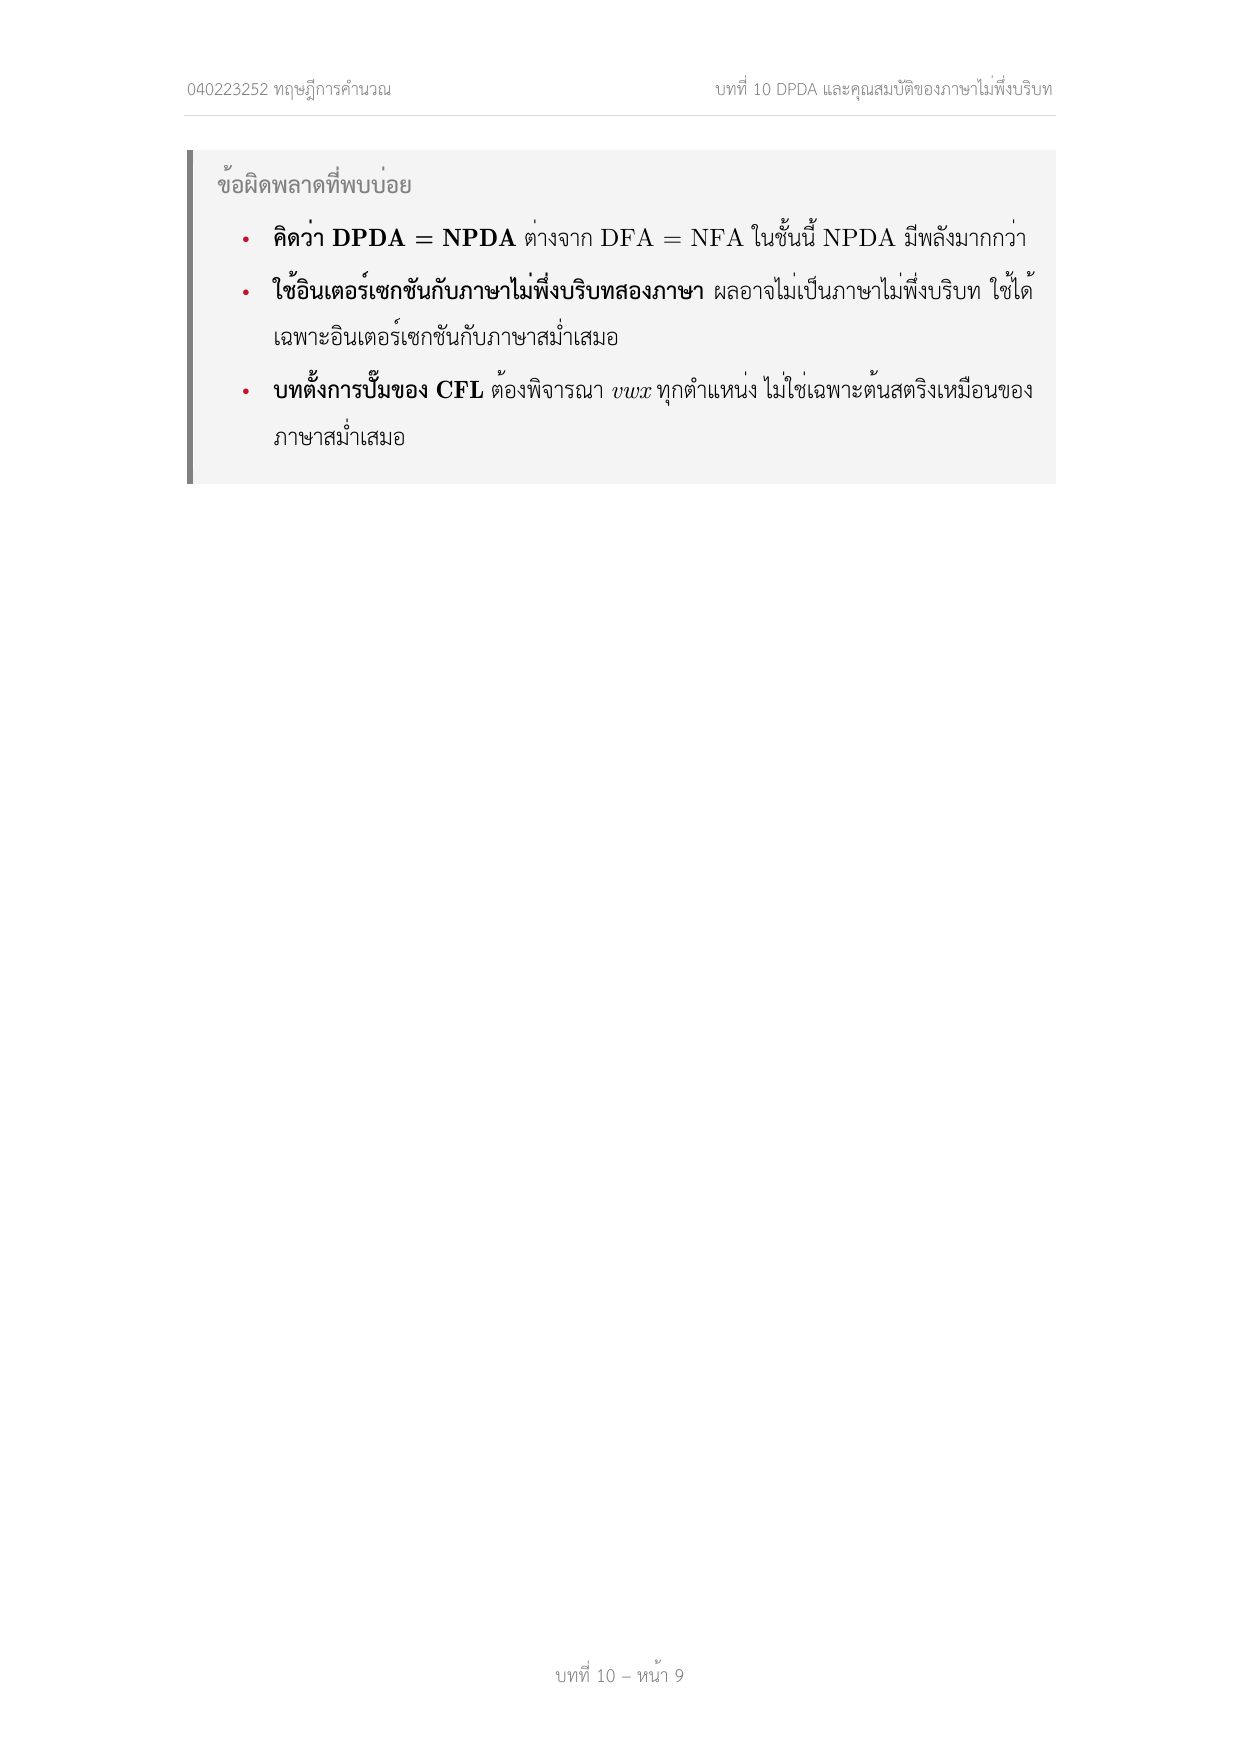 040223252 ทฤษฎีการคำนวณ
บทที่ 10 DPDA และคุณสมบัติของภาษาไม่พึ่งบริบท
ข้อผิดพลาดที่พบบ่อย
• คิดว่า DPDA = NPDA ต่างจาก DFA = NFA ในชั้นนี้ NPDA มีพลังมากกว่า
• ใช้อินเตอร์เซกชันกับภาษาไม่พึ่งบริบทสองภาษา ผลอาจไม่เป็นภาษาไม่พึ่งบริบท ใช้ได้
เฉพาะอินเตอร์เซกชันกับภาษาสม่ำเสมอ
• บทตั้งการปั๊มของ CFL ต้องพิจารณา vwx ทุกตำแหน่ง ไม่ใช่เฉพาะต้นสตริงเหมือนของ
ภาษาสม่ำเสมอ
บทที่ 10 – หน้า 9